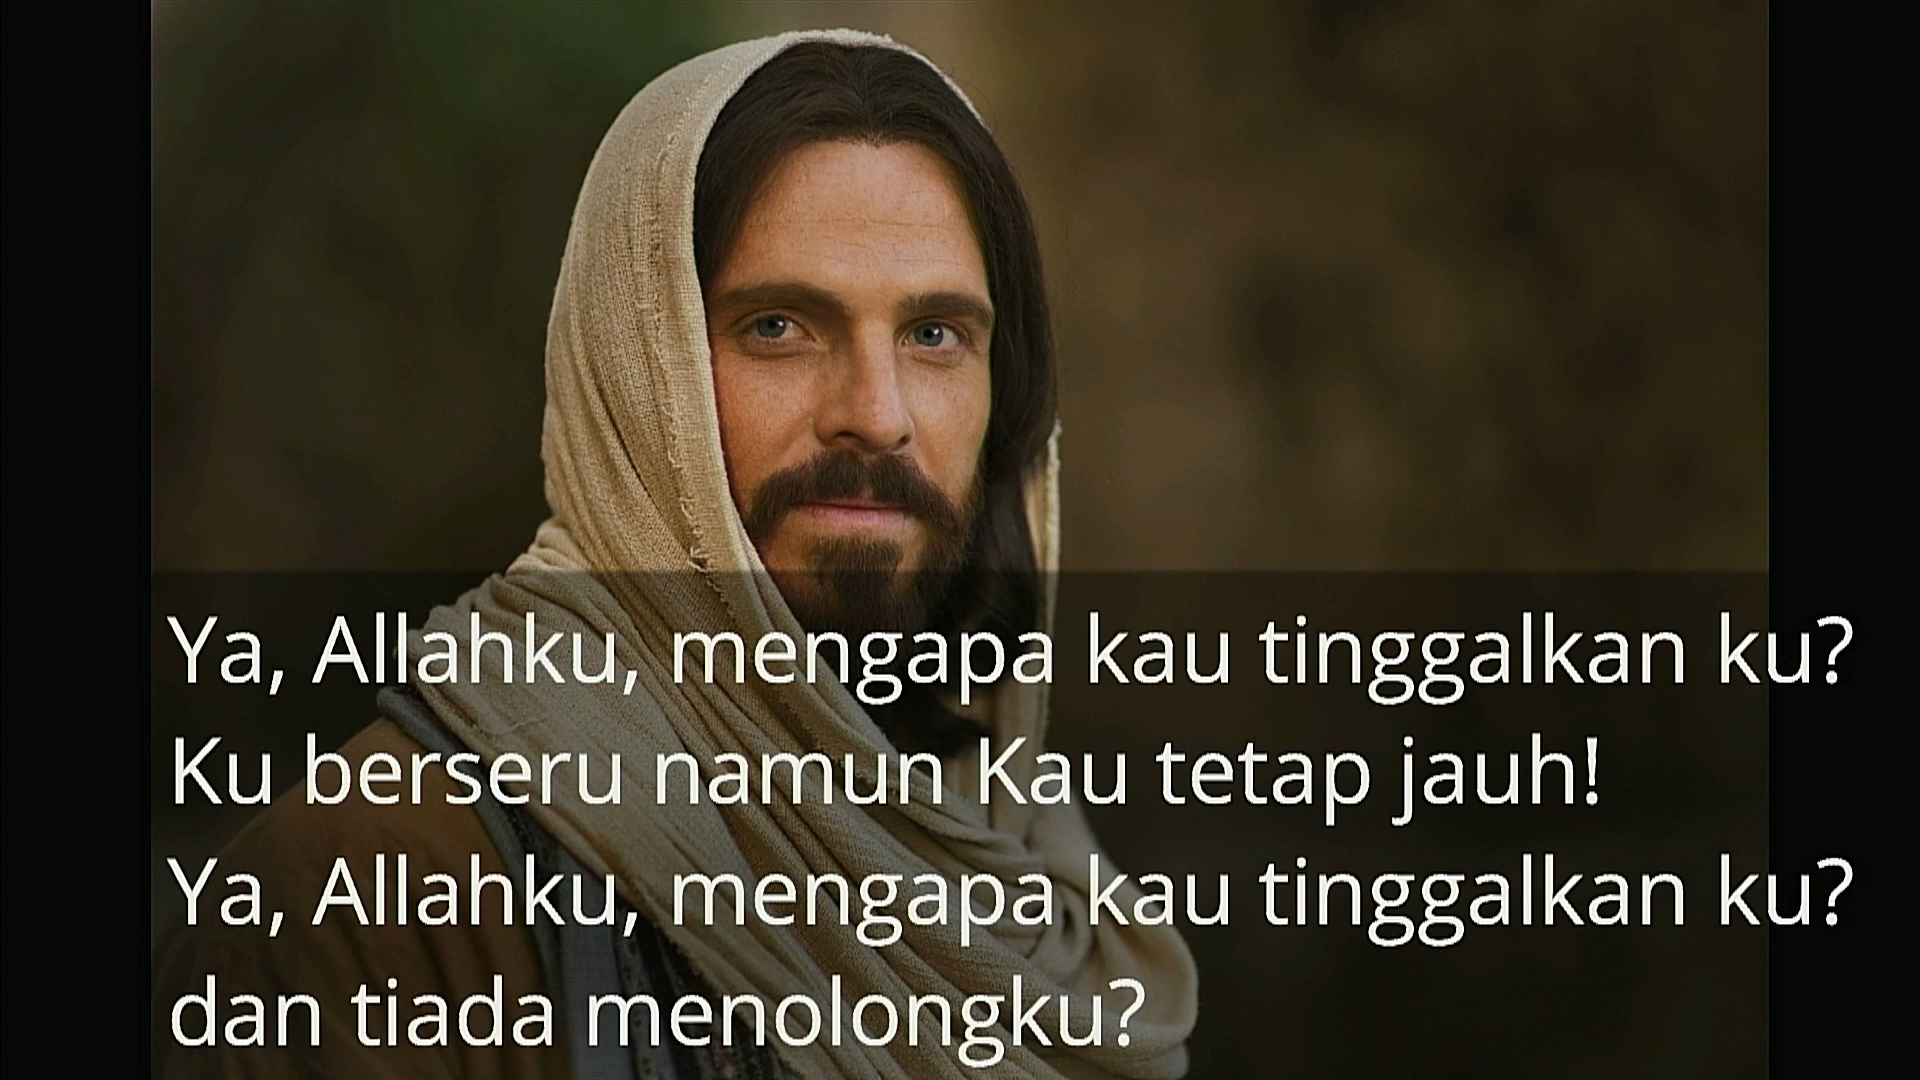 Ya, Allahku, mengapa kau tinggalkan ku?
Ku berseru namun Kau tetap jauh!
Ya, Allahku, mengapa kau tinggalkan ku?
dan tiada menolongku?